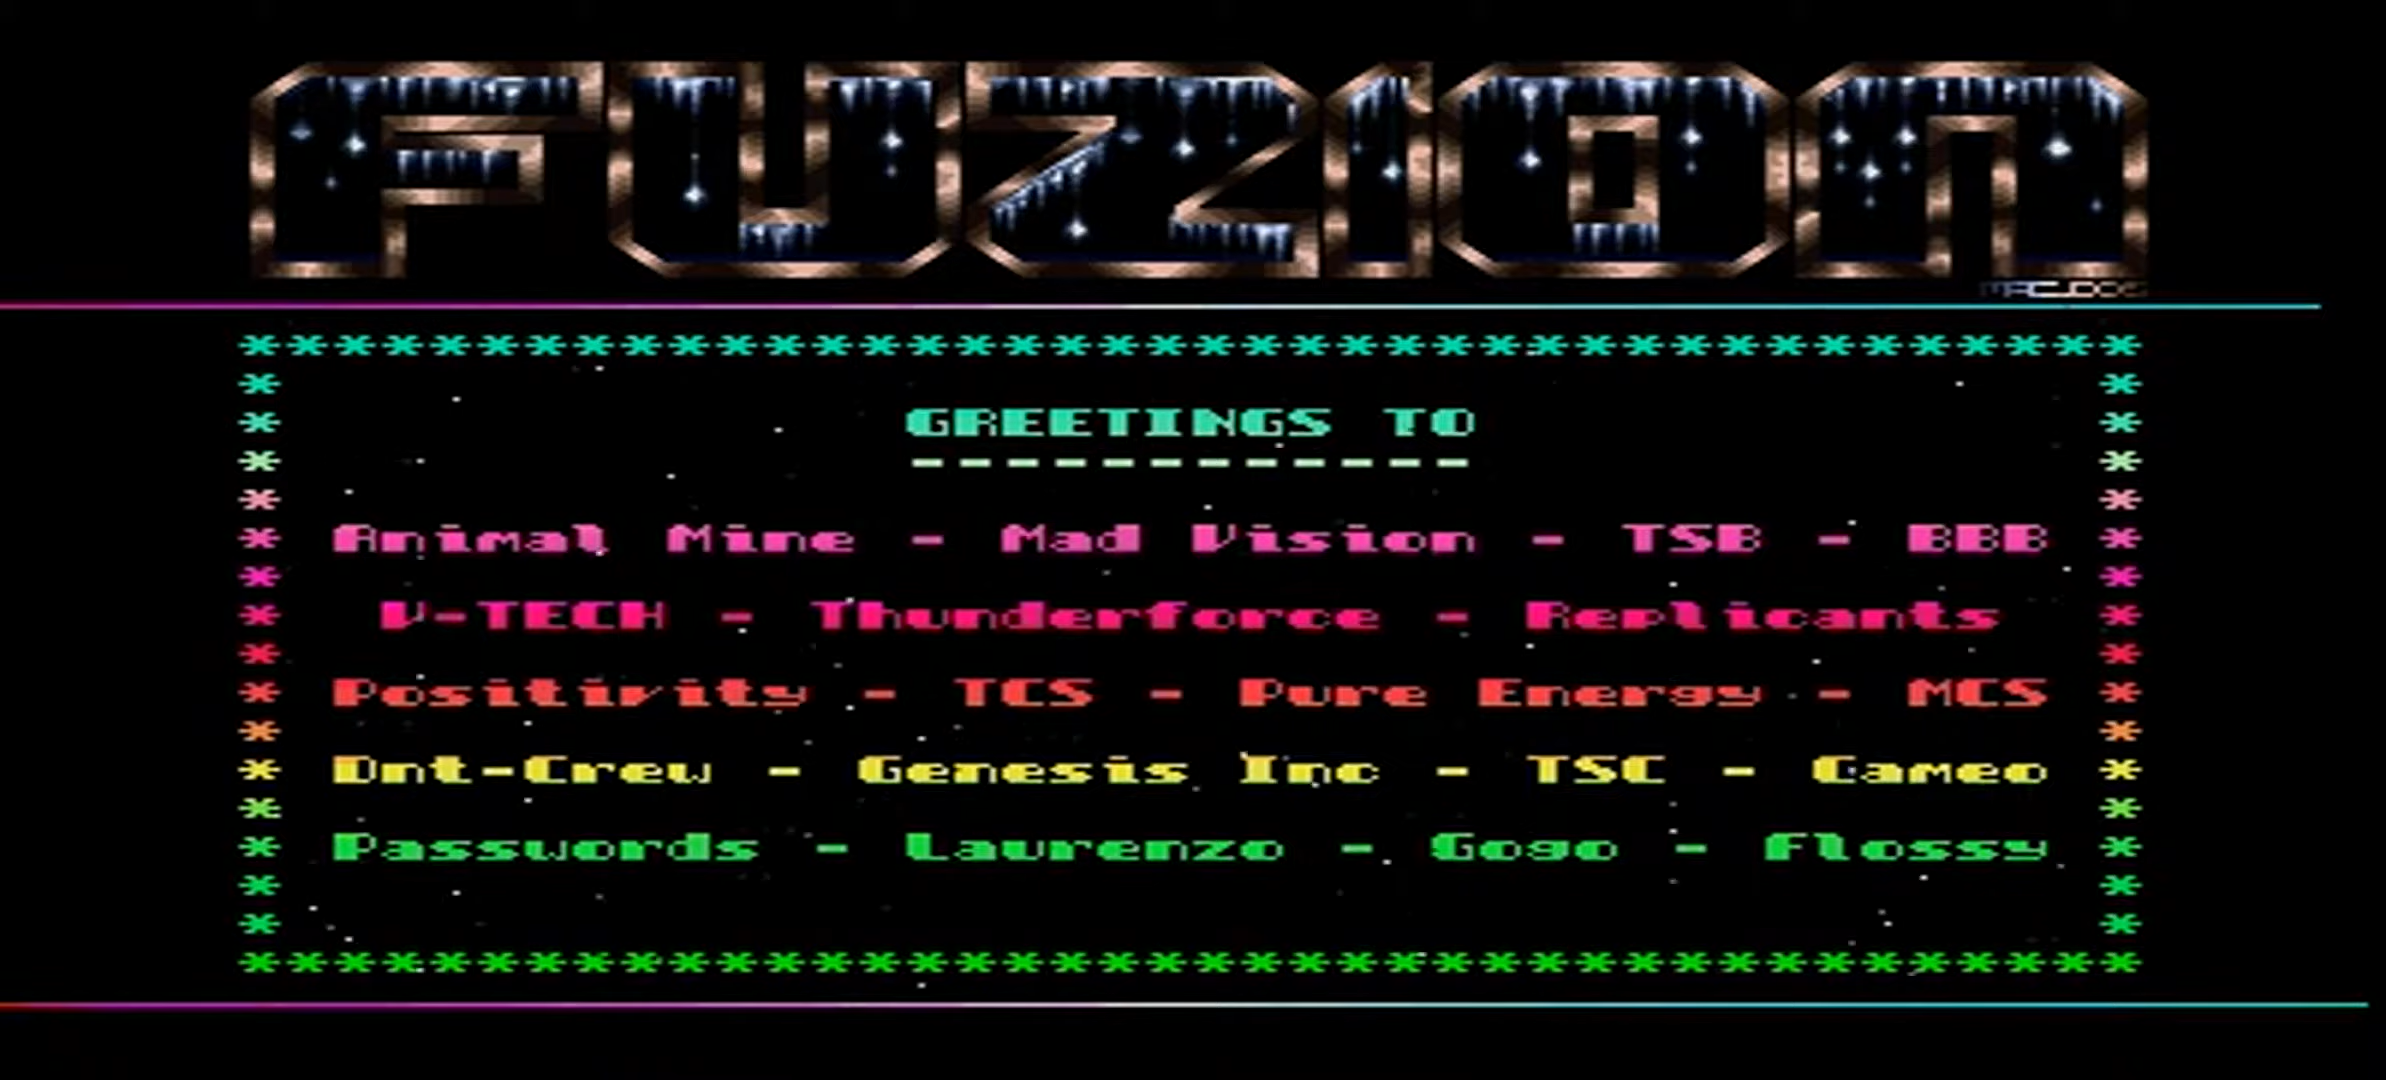 FUZION
****************************************
GREETINGS TO
------------
Animal Mine - Mad Vision - TSB - BBB
V-TECH - Thunderforce - Replicants
Positivity - TCS - Pure Energy - MCS
Dnt-Crew - Genesis Inc - TSC - Cameo
Passwords - Laurenzo - Gogo - Flossy
****************************************